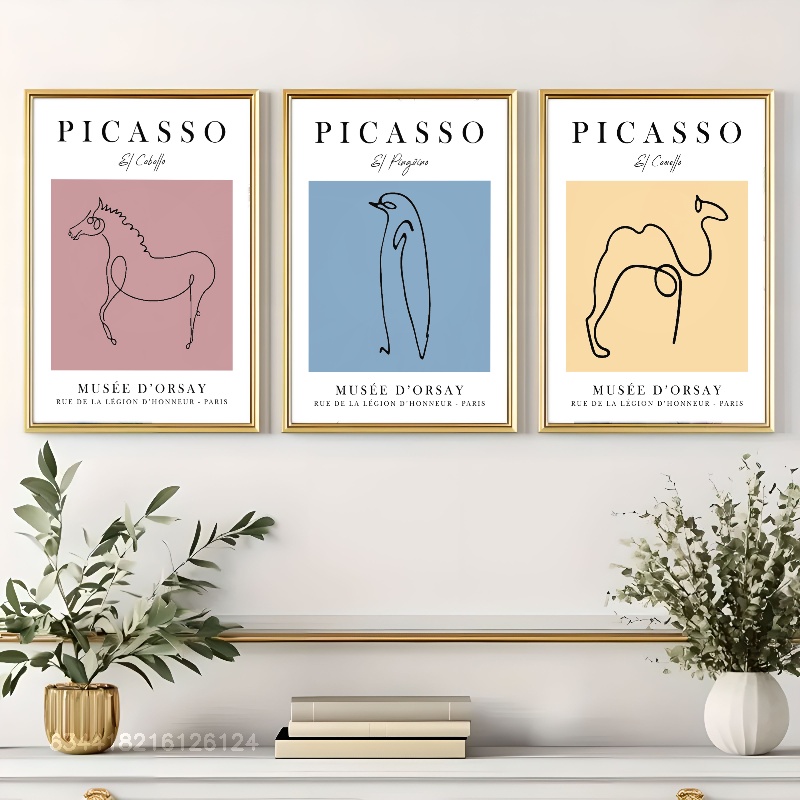 PICASSO
El Caballo
MUSÉE D'ORSAY
RUE DE LA LÉGION D'HONNEUR - PARIS
PICASSO
El Pingüino
MUSÉE D'ORSAY
RUE DE LA LÉGION D'HONNEUR - PARIS
PICASSO
El Camello
MUSÉE D'ORSAY
RUE DE LA LÉGION D'HONNEUR - PARIS